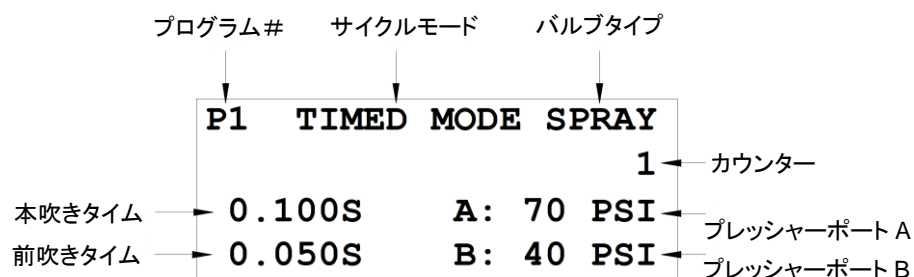 プログラム# サイクルモード バルブタイプ
P1 TIMED MODE SPRAY
1 カウンター
本吹きタイム 0.100S A: 70 PSI プレッシャーポート A
前吹きタイム 0.050S B: 40 PSI プレッシャーポート B